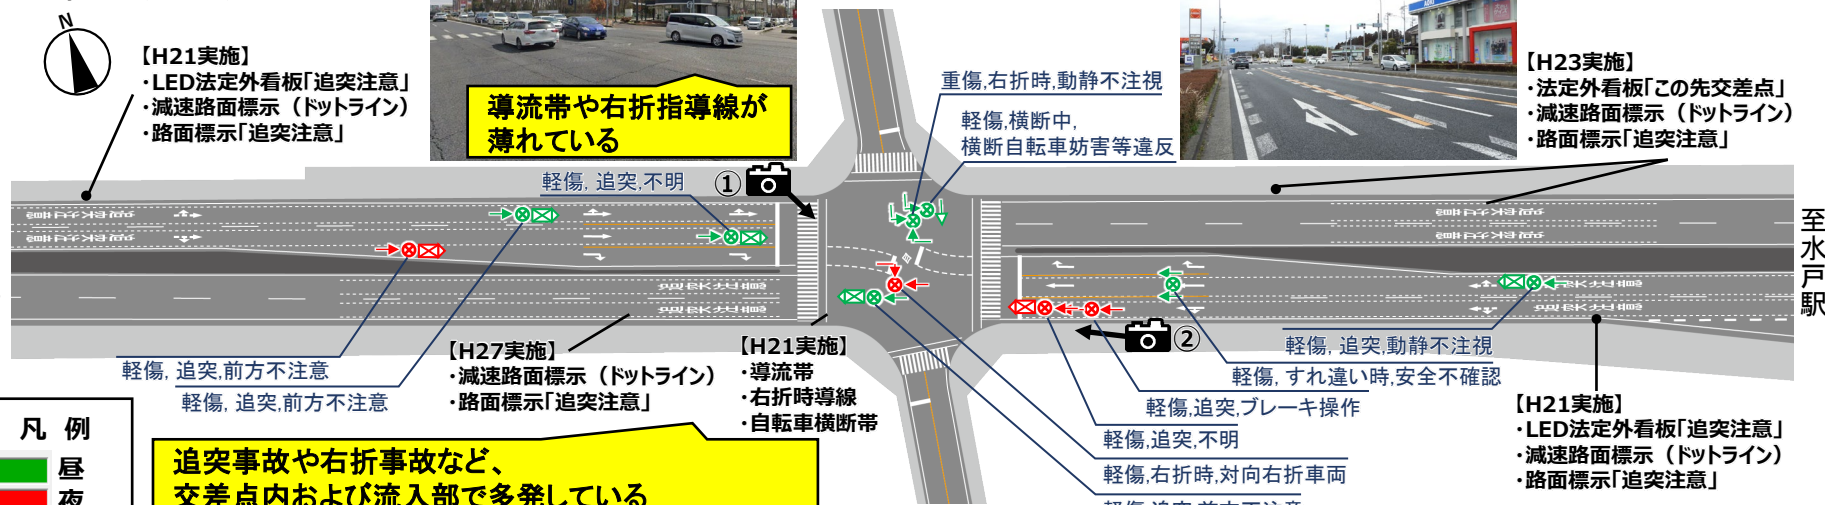 N
【H21実施】
・LED法定外看板「追突注意」
・減速路面標示（ドットライン）
・路面標示「追突注意」
導流帯や右折指導線が
薄れている
重傷,右折時,動静不注視
軽傷,横断中,
横断自転車妨害等違反
【H23実施】
・法定外看板「この先交差点」
・減速路面標示（ドットライン）
・路面標示「追突注意」
軽傷, 追突,不明
①
至水戸駅
②
軽傷, 追突,前方不注意
軽傷, 追突,前方不注意
【H27実施】
・減速路面標示（ドットライン）
・路面標示「追突注意」
【H21実施】
・導流帯
・右折時導線
・自転車横断帯
軽傷, 追突,動静不注視
軽傷, すれ違い時,安全不確認
軽傷,追突,ブレーキ操作
軽傷,追突,不明
軽傷,右折時,対向右折車両
軽傷,追突,前方不注意
【H21実施】
・LED法定外看板「追突注意」
・減速路面標示（ドットライン）
・路面標示「追突注意」
凡 例
昼
夜
追突事故や右折事故など、
交差点内および流入部で多発している